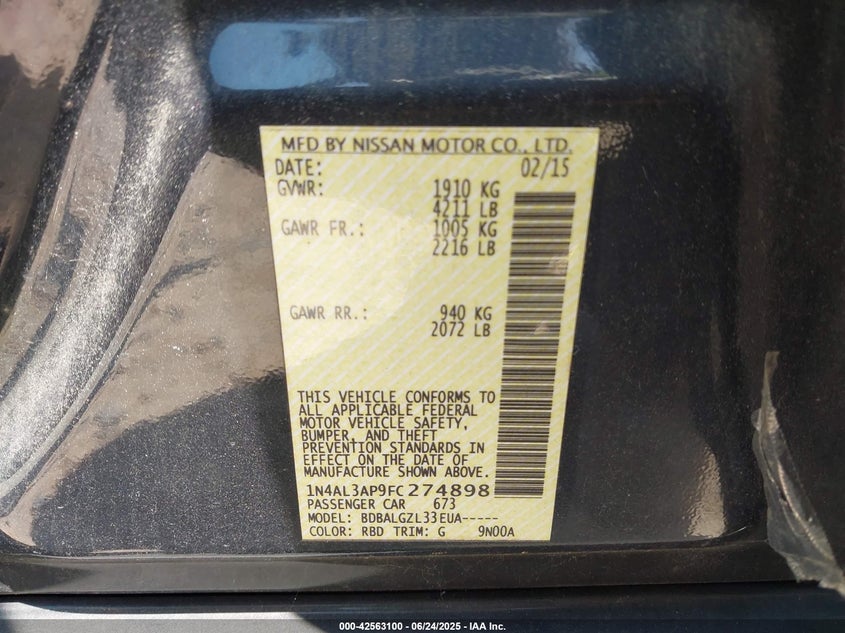 MFD BY NISSAN MOTOR CO., LTD.
DATE: 02/15
GVWR: 1910 KG
4211 LB
GAWR FR.: 1005 KG
2216 LB
GAWR RR.: 940 KG
2072 LB
THIS VEHICLE CONFORMS TO
ALL APPLICABLE FEDERAL
MOTOR VEHICLE SAFETY,
BUMPER, AND THEFT
PREVENTION STANDARDS IN
EFFECT ON THE DATE OF
MANUFACTURE SHOWN ABOVE.
1N4AL3AP9FC274898
PASSENGER CAR 673
MODEL: BDBALGZL33EUA-----
COLOR: RBD TRIM: G 9N00A
000-42563100 - 06/24/2025 - IAA Inc.